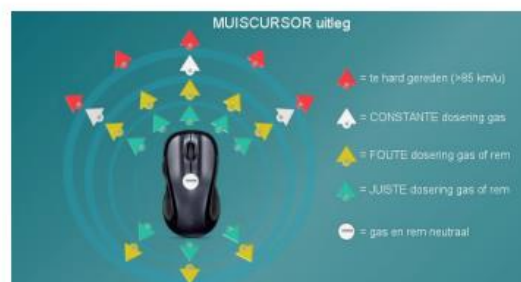 MUISCURSOR uitleg
= te hard gereden (>85 km/u)
= CONSTANTE dosering gas
= FOUTE dosering gas of rem
= JUISTE dosering gas of rem
= gas en rem neutraal